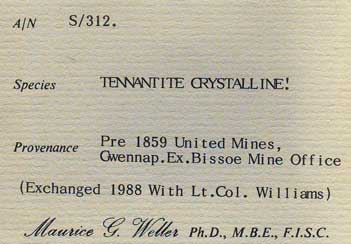 A/N S/312.
Species TENNANTITE CRYSTALLINE!
Provenance Pre 1859 United Mines,
Gwennap.Ex.Bissoe Mine Office
(Exchanged 1988 With Lt.Col. Williams)
Maurice G. Weller Ph.D., M.B.E., F.I.S.C.